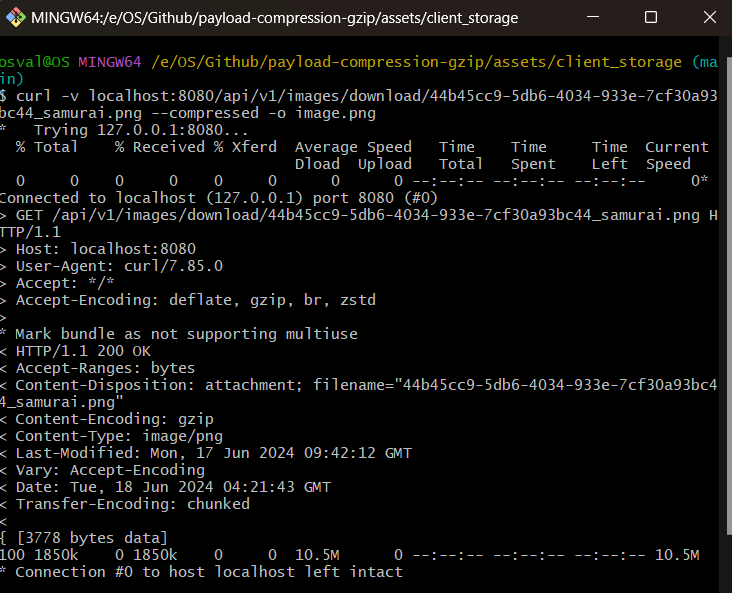 MINGW64:/e/OS/Github/payload-compression-gzip/assets/client_storage
osval@OS MINGW64 /e/OS/Github/payload-compression-gzip/assets/client_storage (ma
in)
$ curl -v localhost:8080/api/v1/images/download/44b45cc9-5db6-4034-933e-7cf30a93
bc44_samurai.png --compressed -o image.png
*   Trying 127.0.0.1:8080...
  % Total    % Received % Xferd  Average Speed   Time    Time     Time  Current
                                 Dload  Upload   Total   Spent    Left  Speed
  0     0    0     0    0     0      0      0 --:--:-- --:--:-- --:--:--     0*
Connected to localhost (127.0.0.1) port 8080 (#0)
> GET /api/v1/images/download/44b45cc9-5db6-4034-933e-7cf30a93bc44_samurai.png H
TTP/1.1
> Host: localhost:8080
> User-Agent: curl/7.85.0
> Accept: */*
> Accept-Encoding: deflate, gzip, br, zstd
>
* Mark bundle as not supporting multiuse
< HTTP/1.1 200 OK
< Accept-Ranges: bytes
< Content-Disposition: attachment; filename="44b45cc9-5db6-4034-933e-7cf30a93bc4
4_samurai.png"
< Content-Encoding: gzip
< Content-Type: image/png
< Last-Modified: Mon, 17 Jun 2024 09:42:12 GMT
< Vary: Accept-Encoding
< Date: Tue, 18 Jun 2024 04:21:43 GMT
< Transfer-Encoding: chunked
<
{ [3778 bytes data]
100 1850k    0 1850k    0     0  10.5M      0 --:--:-- --:--:-- --:--:-- 10.5M
* Connection #0 to host localhost left intact